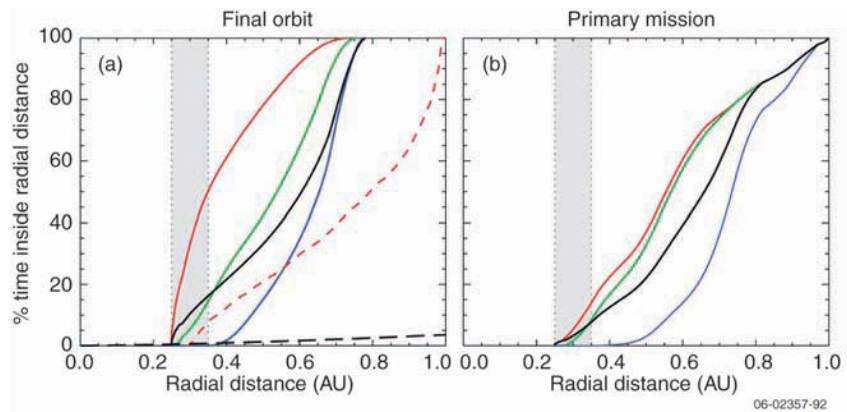 Final orbit
Primary mission
% time inside radial distance
100
80
60
40
20
0
(a)
(b)
0.0 0.2 0.4 0.6 0.8 1.0
0.0 0.2 0.4 0.6 0.8 1.0
Radial distance (AU)
Radial distance (AU)
06-02357-92